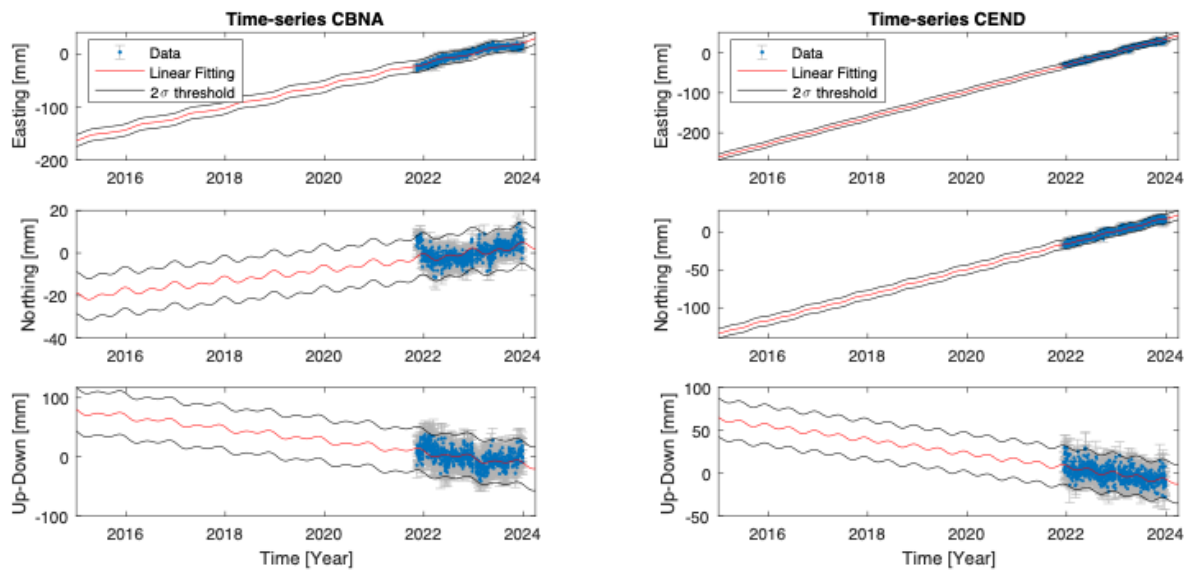 Time-series CBNA
Easting [mm]
0
-100
-200
Data
Linear Fitting
2σ threshold
2016 2018 2020 2022 2024
Northing [mm]
20
0
-20
-40
2016 2018 2020 2022 2024
Up-Down [mm]
100
0
-100
2016 2018 2020 2022 2024
Time [Year]
Time-series CEND
Easting [mm]
0
-100
-200
Data
Linear Fitting
2σ threshold
2016 2018 2020 2022 2024
Northing [mm]
0
-50
-100
2016 2018 2020 2022 2024
Up-Down [mm]
100
50
0
-50
2016 2018 2020 2022 2024
Time [Year]